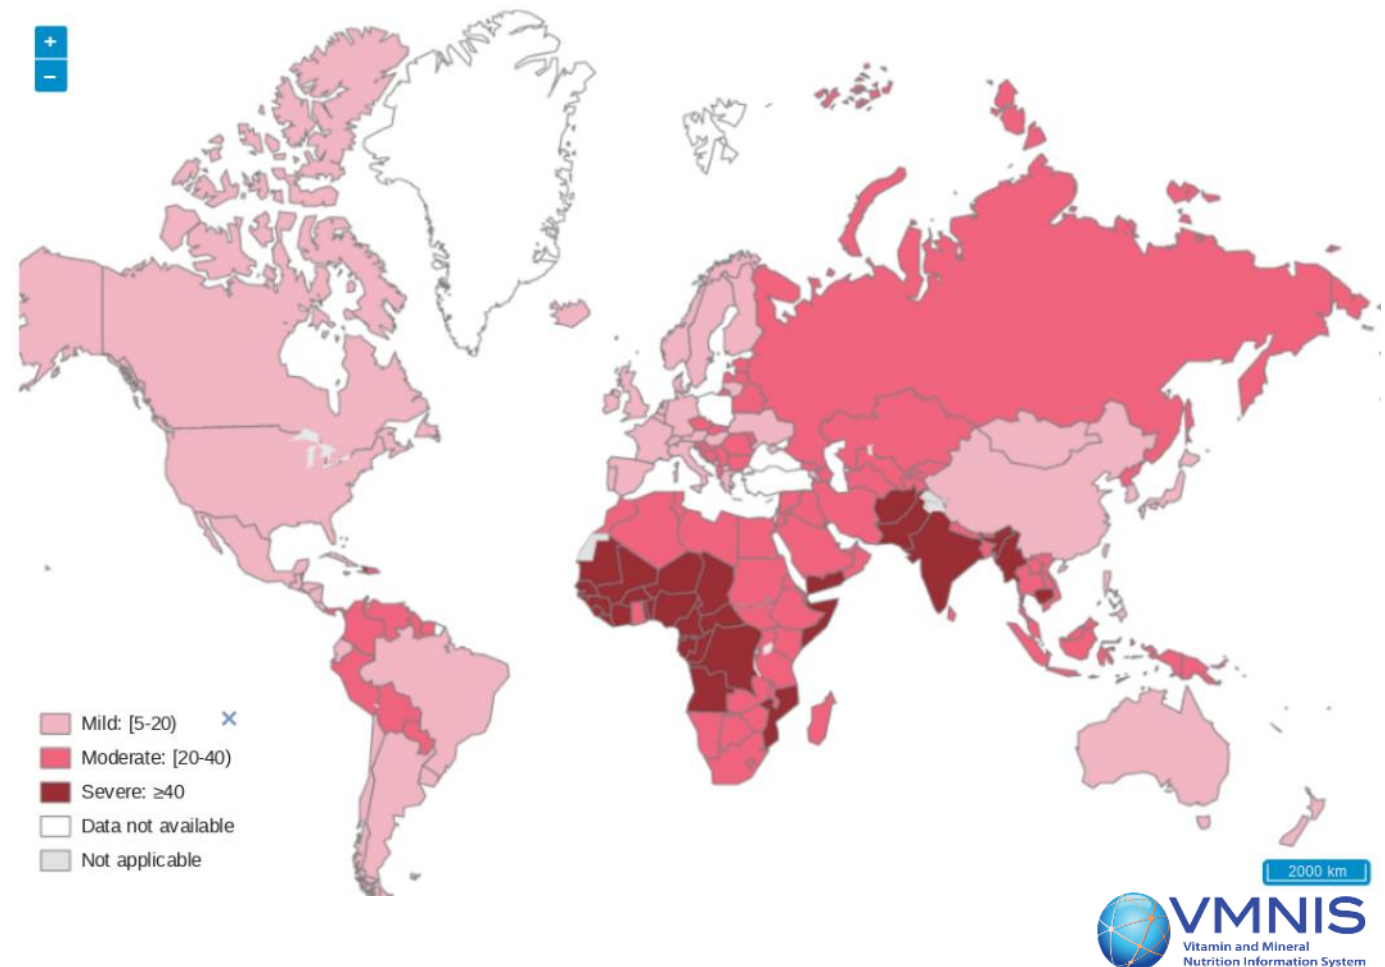 +
−
Mild: [5-20)
Moderate: [20-40)
Severe: ≥40
Data not available
Not applicable
2000 km
VMNIS
Vitamin and Mineral
Nutrition Information System